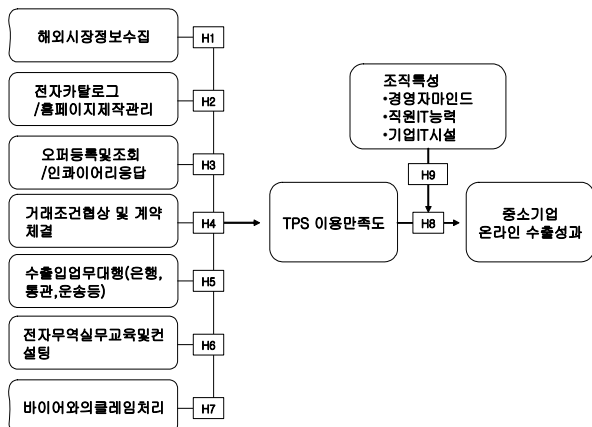 해외시장정보수집
H1
전자카탈로그
/홈페이지제작관리
H2
오퍼등록및조회
/인콰이어리응답
H3
거래조건협상 및 계약
체결
H4
수출입업무대행(은행,
통관,운송등)
H5
전자무역실무교육및컨
설팅
H6
바이어와의클레임처리
H7
TPS 이용만족도
조직특성
•경영자마인드
•직원IT능력
•기업IT시설
H9
H8
중소기업
온라인 수출성과